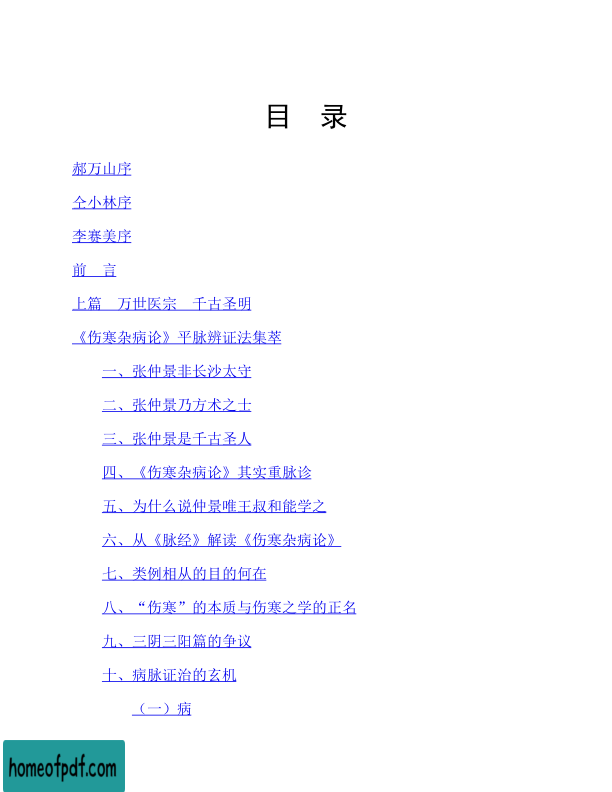 目　录
郝万山序
仝小林序
李赛美序
前　言
上篇　万世医宗　千古圣明
《伤寒杂病论》平脉辨证法集萃
一、张仲景非长沙太守
二、张仲景乃方术之士
三、张仲景是千古圣人
四、《伤寒杂病论》其实重脉诊
五、为什么说仲景唯王叔和能学之
六、从《脉经》解读《伤寒杂病论》
七、类例相从的目的何在
八、“伤寒”的本质与伤寒之学的正名
九、三阴三阳篇的争议
十、病脉证治的玄机
（一）病
homeofpdf.com